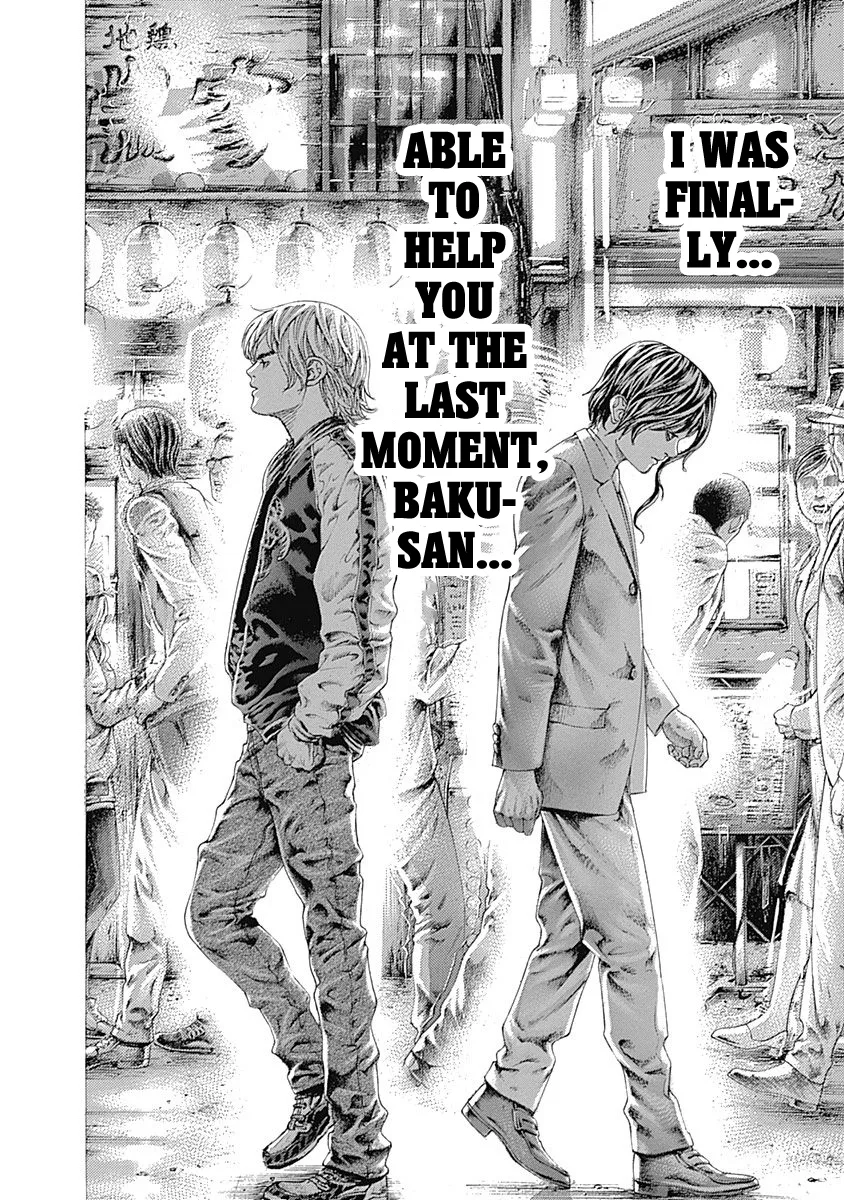 I WAS
FINAL-
LY...
ABLE
TO
HELP
YOU
AT THE
LAST
MOMENT,
BAKU-
SAN...
地鶏